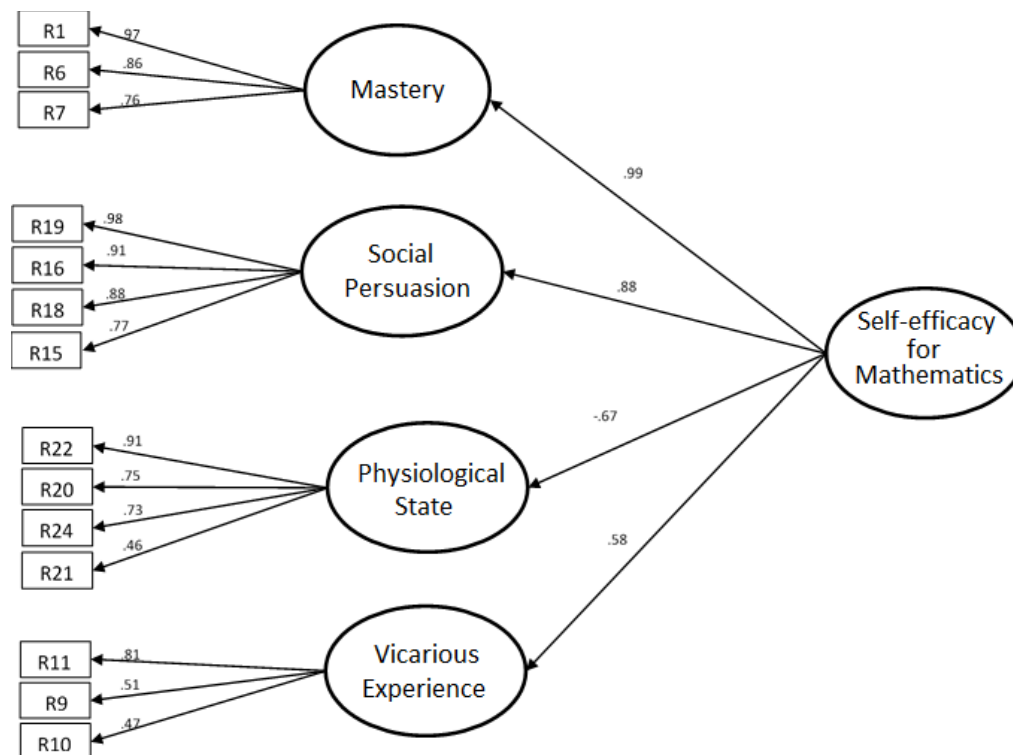 R1
.97
R6
.86
R7
.76
Mastery
.99
R19
.98
R16
.91
R18
.88
R15
.77
Social
Persuasion
.88
Self-efficacy
for
Mathematics
R22
.91
R20
.75
R24
.73
R21
.46
Physiological
State
-.67
R11
.81
R9
.51
R10
.47
Vicarious
Experience
.58